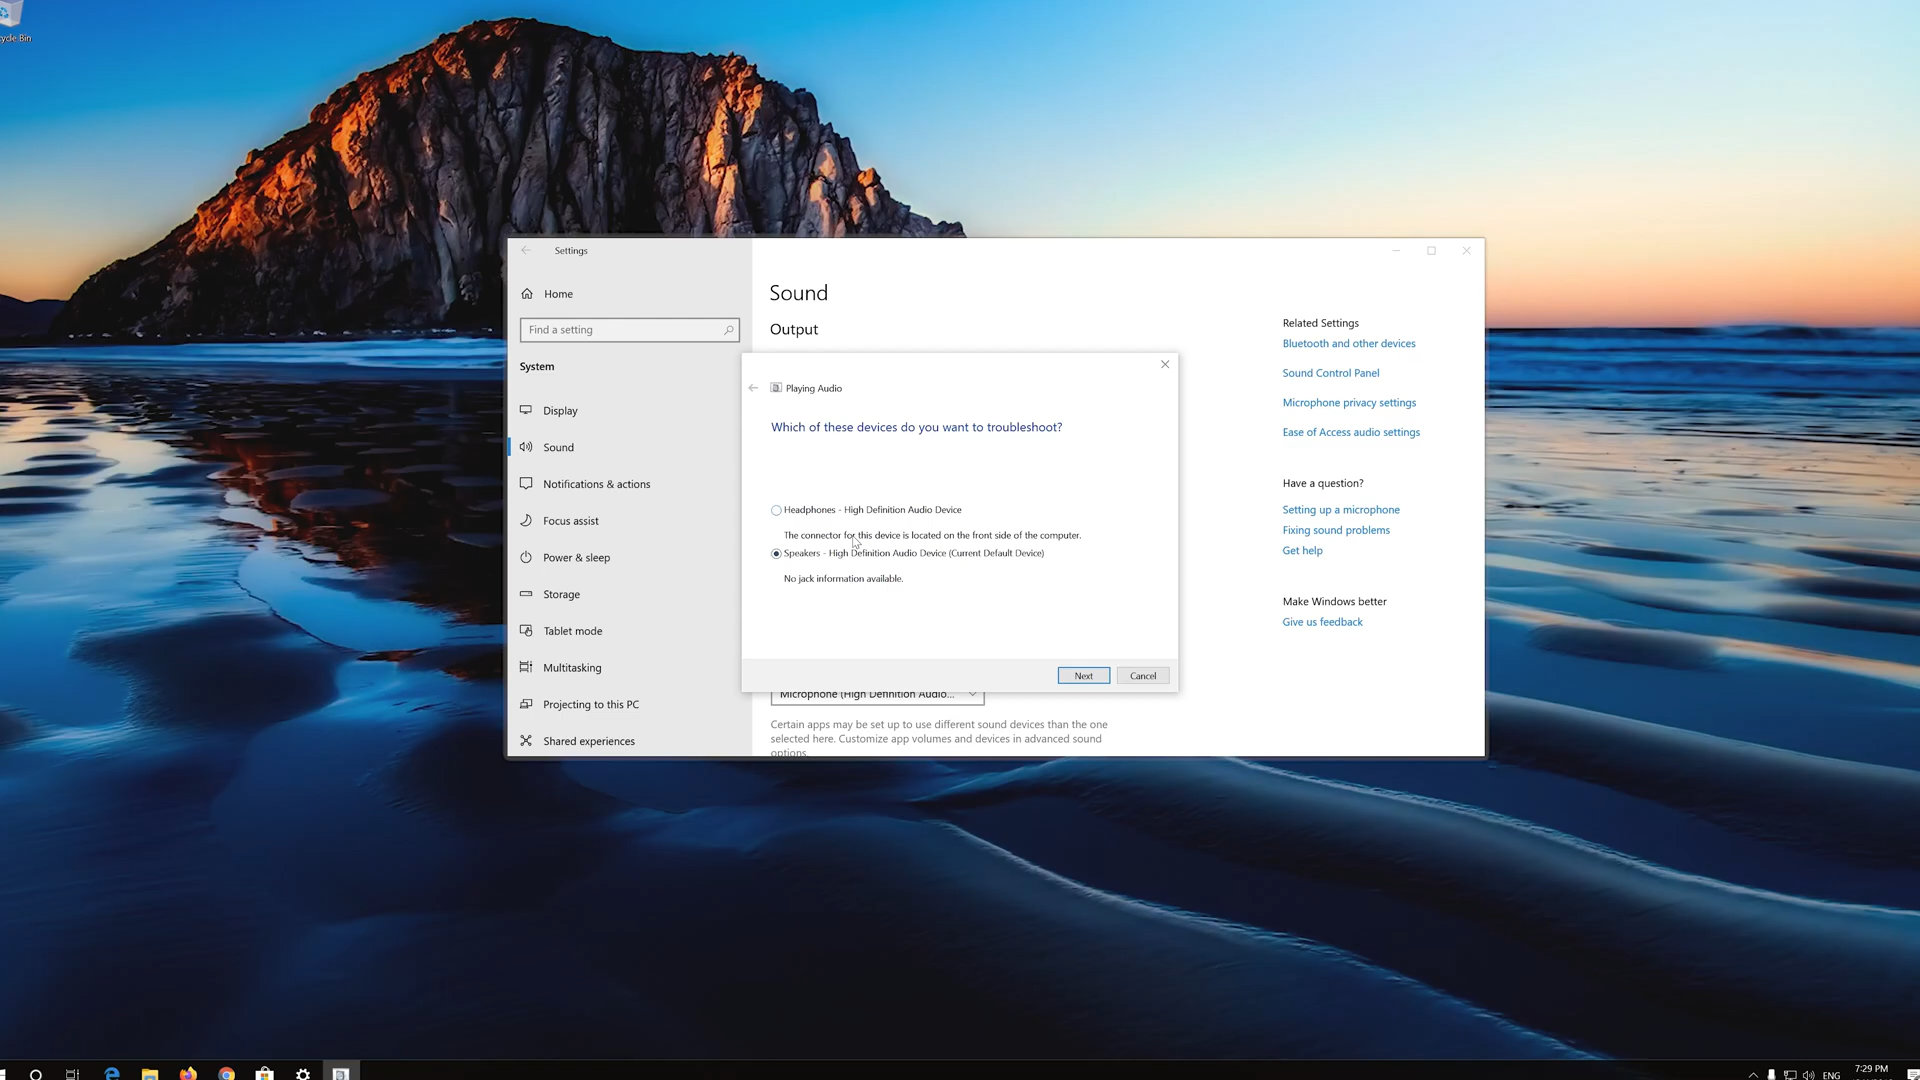 cycle Bin
Settings
Home
Find a setting
System
Display
Sound
Notifications & actions
Focus assist
Power & sleep
Storage
Tablet mode
Multitasking
Projecting to this PC
Shared experiences
Sound
Output
Playing Audio
Which of these devices do you want to troubleshoot?
Headphones - High Definition Audio Device
The connector for this device is located on the front side of the computer.
Speakers - High Definition Audio Device (Current Default Device)
No jack information available.
Next
Cancel
Microphone (High Definition Audio...
Certain apps may be set up to use different sound devices than the one
selected here. Customize app volumes and devices in advanced sound
options.
Related Settings
Bluetooth and other devices
Sound Control Panel
Microphone privacy settings
Ease of Access audio settings
Have a question?
Setting up a microphone
Fixing sound problems
Get help
Make Windows better
Give us feedback
ENG
7:29 PM